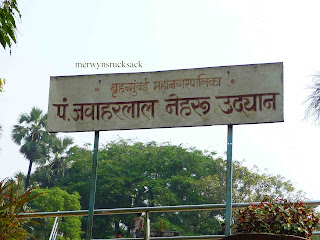 merwynsrucksack
बृहन्मुंबई महानगरपालिका
पं. जवाहरलाल नेहरू उद्यान